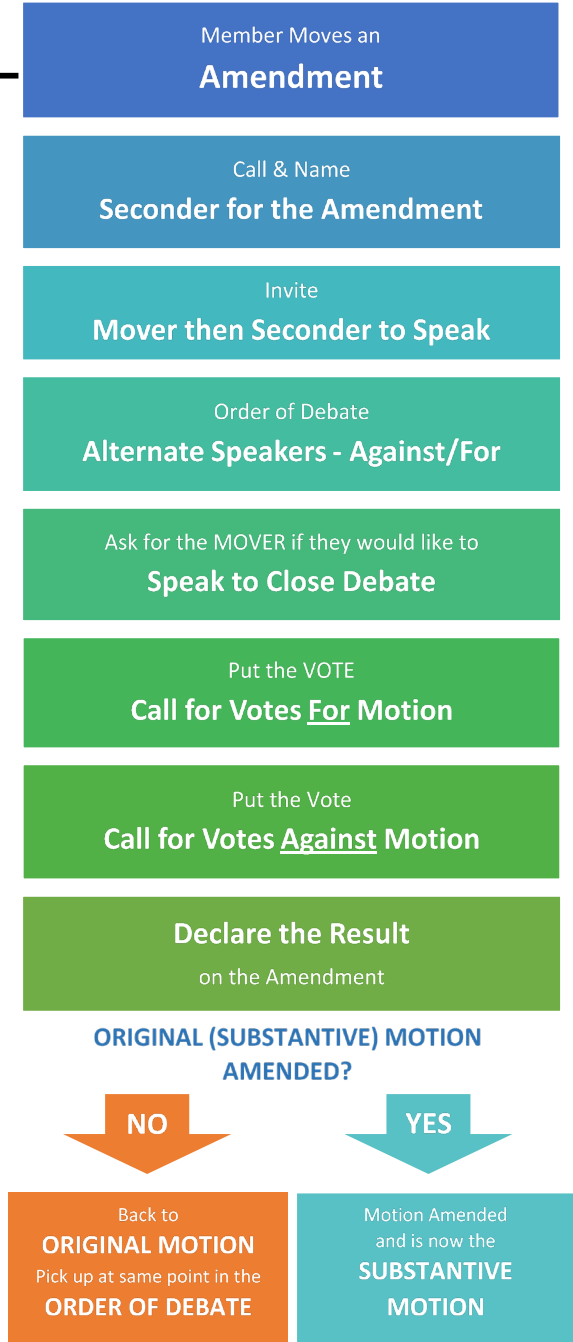 Member Moves an
Amendment
Call & Name
Seconder for the Amendment
Invite
Mover then Seconder to Speak
Order of Debate
Alternate Speakers - Against/For
Ask for the MOVER if they would like to
Speak to Close Debate
Put the VOTE
Call for Votes For Motion
Put the Vote
Call for Votes Against Motion
Declare the Result
on the Amendment
ORIGINAL (SUBSTANTIVE) MOTION
AMENDED?
NO
YES
Back to
ORIGINAL MOTION
Pick up at same point in the
ORDER OF DEBATE
Motion Amended
and is now the
SUBSTANTIVE
MOTION